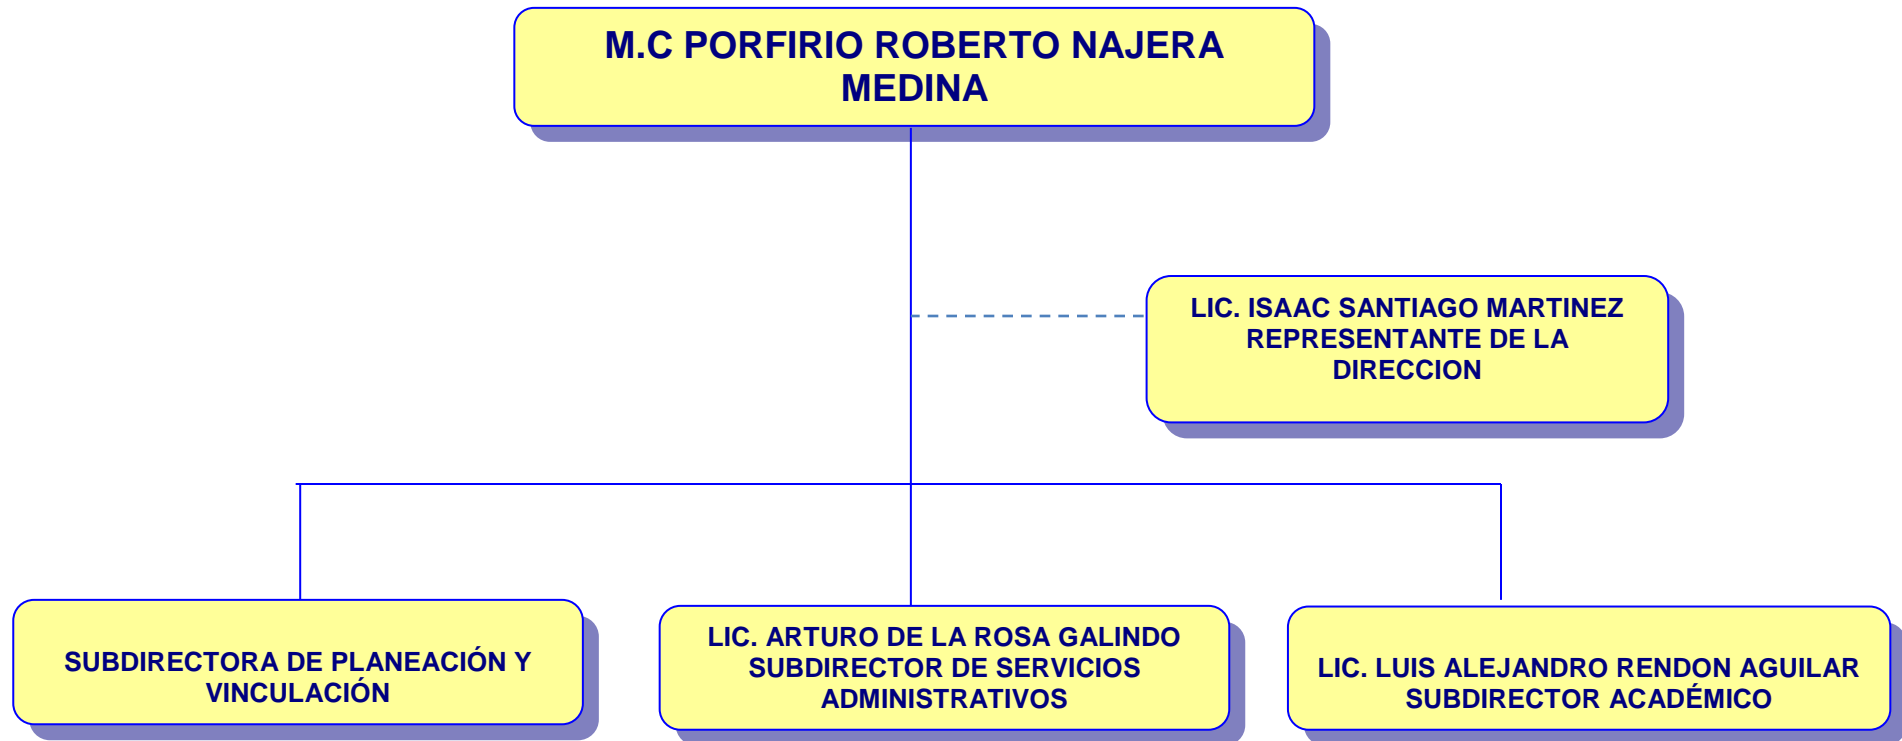 M.C PORFIRIO ROBERTO NAJERA
MEDINA
LIC. ISAAC SANTIAGO MARTINEZ
REPRESENTANTE DE LA
DIRECCION
SUBDIRECTORA DE PLANEACIÓN Y
VINCULACIÓN
LIC. ARTURO DE LA ROSA GALINDO
SUBDIRECTOR DE SERVICIOS
ADMINISTRATIVOS
LIC. LUIS ALEJANDRO RENDON AGUILAR
SUBDIRECTOR ACADÉMICO